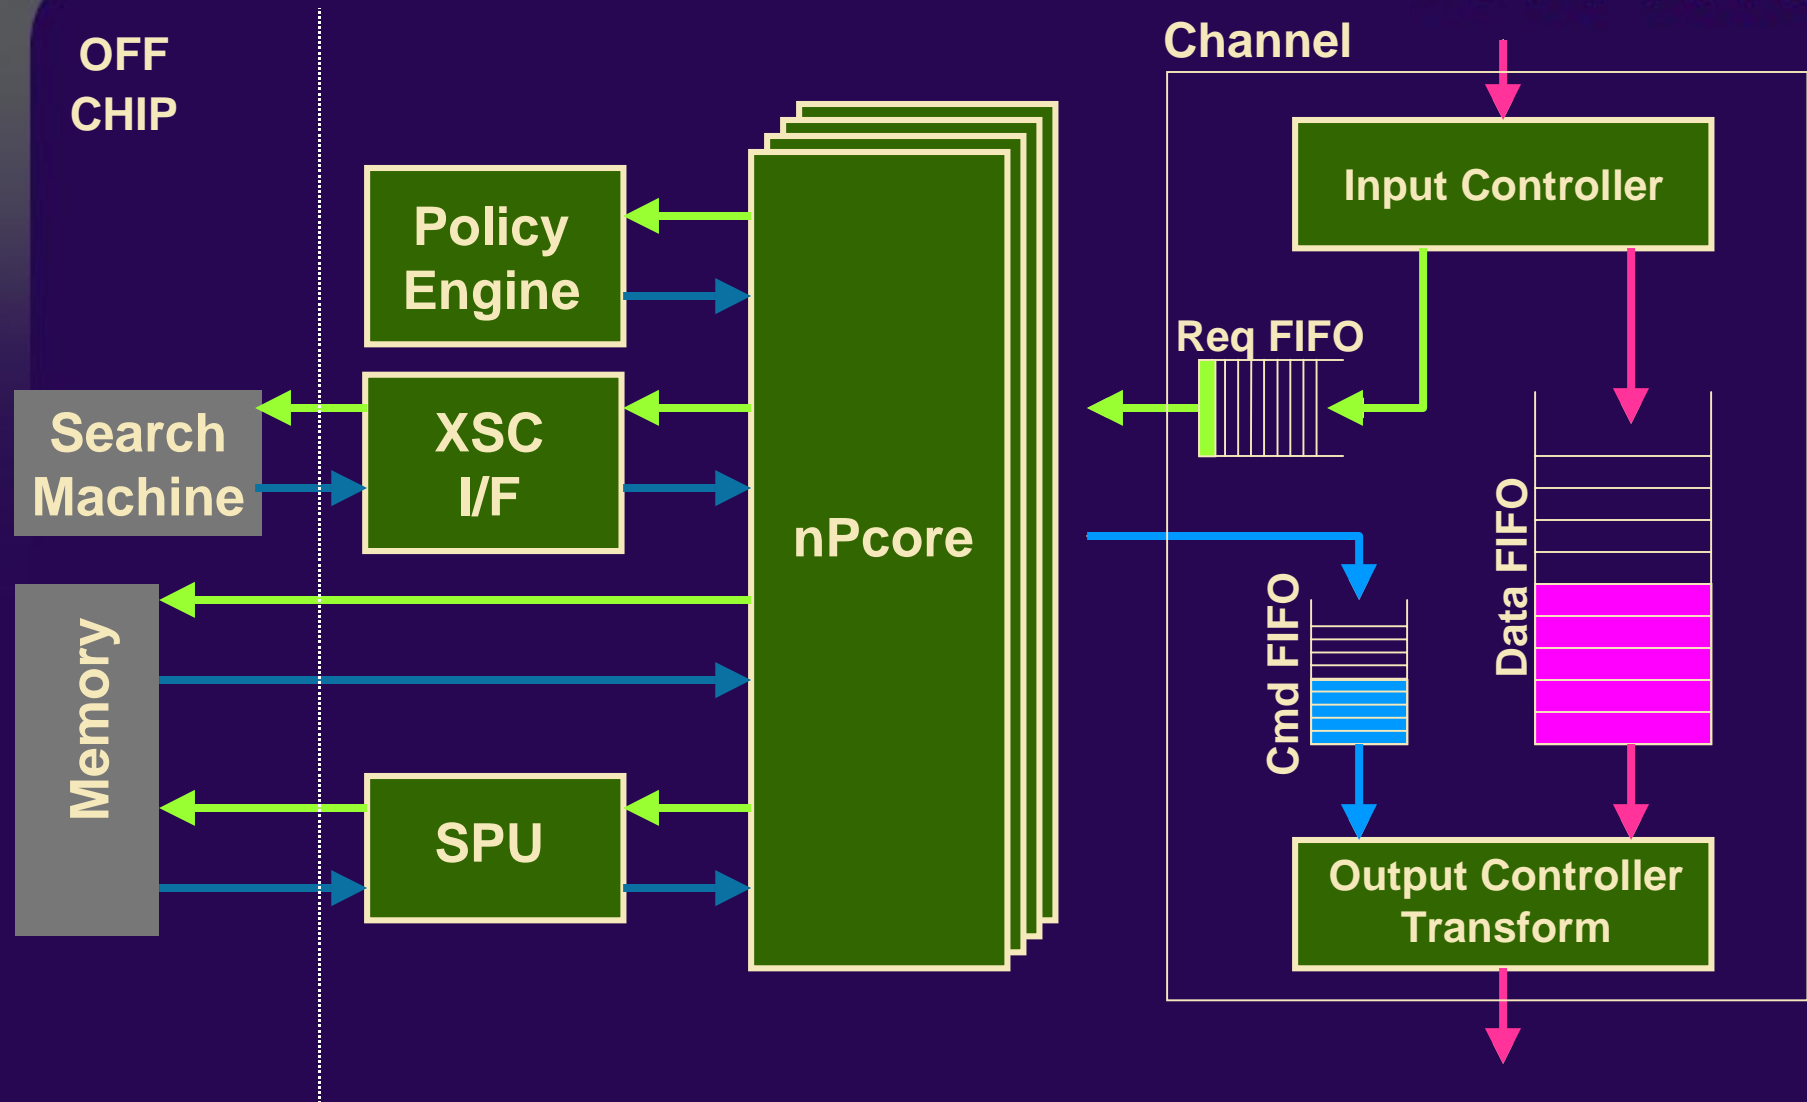 OFF
CHIP
Channel
Input Controller
Policy
Engine
Req FIFO
Search
Machine
XSC
I/F
nPcore
Data FIFO
Cmd FIFO
Memory
SPU
Output Controller
Transform